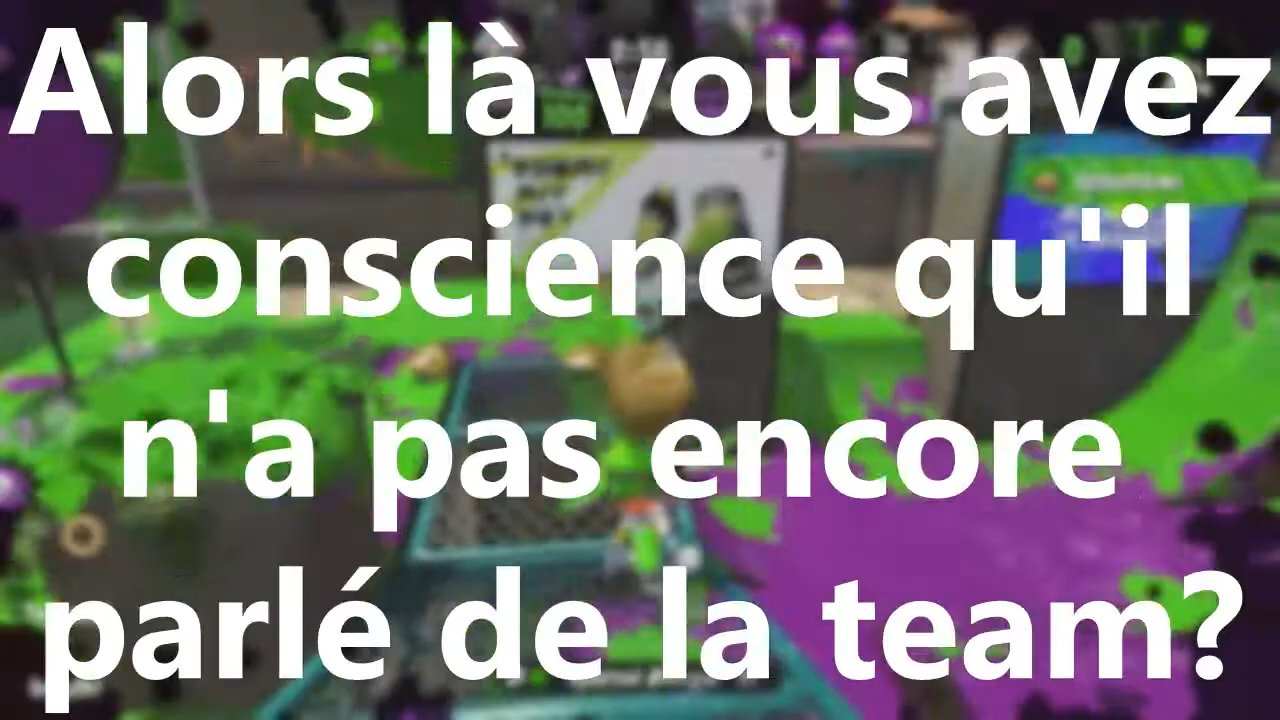 Alors là vous avez
conscience qu'il
n'a pas encore
parlé de la team?